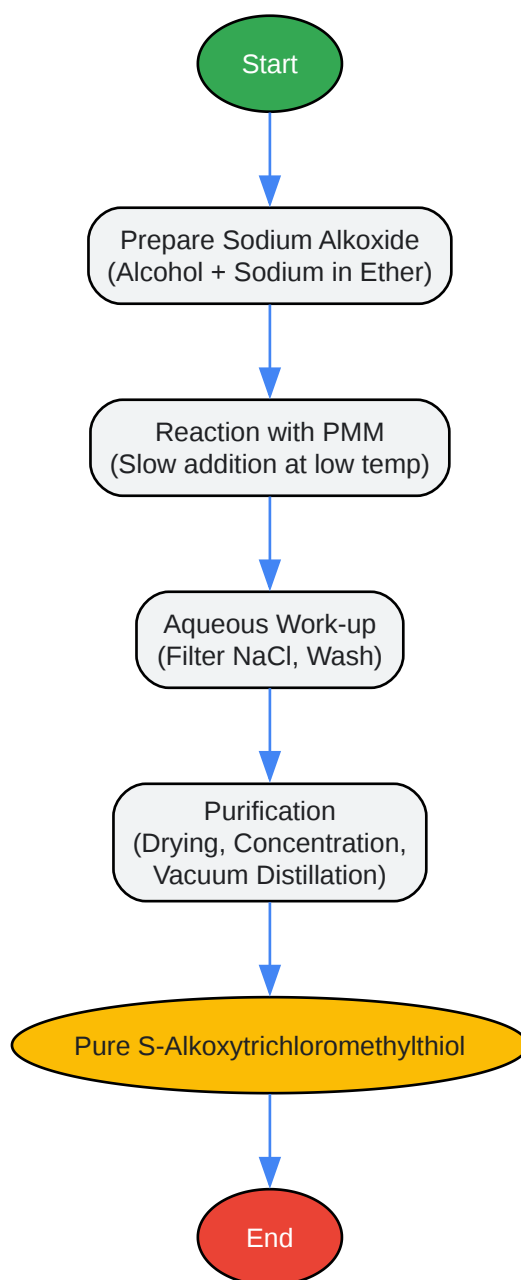 Start
Prepare Sodium Alkoxide
(Alcohol + Sodium in Ether)
Reaction with PMM
(Slow addition at low temp)
Aqueous Work-up
(Filter NaCl, Wash)
Purification
(Drying, Concentration,
Vacuum Distillation)
Pure S-Alkoxytrichloromethylthiol
End